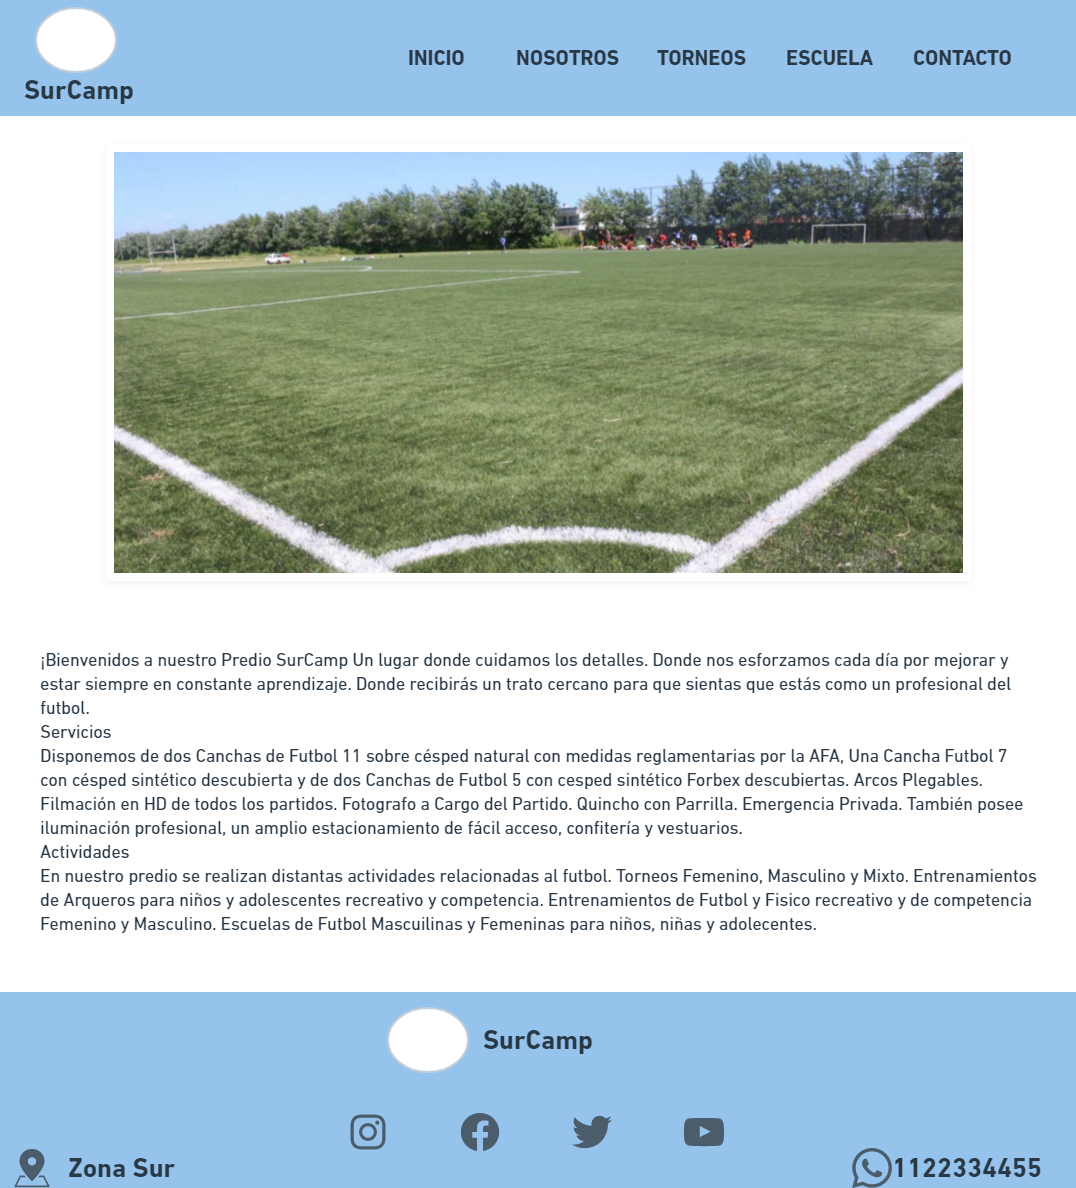 SurCamp
INICIO NOSOTROS TORNEOS ESCUELA CONTACTO
¡Bienvenidos a nuestro Predio SurCamp Un lugar donde cuidamos los detalles. Donde nos esforzamos cada día por mejorar y
estar siempre en constante aprendizaje. Donde recibirás un trato cercano para que sientas que estás como un profesional del
futbol.
Servicios
Disponemos de dos Canchas de Futbol 11 sobre césped natural con medidas reglamentarias por la AFA, Una Cancha Futbol 7
con césped sintético descubierta y de dos Canchas de Futbol 5 con cesped sintético Forbex descubiertas. Arcos Plegables.
Filmación en HD de todos los partidos. Fotografo a Cargo del Partido. Quincho con Parrilla. Emergencia Privada. También posee
iluminación profesional, un amplio estacionamiento de fácil acceso, confitería y vestuarios.
Actividades
En nuestro predio se realizan distantas actividades relacionadas al futbol. Torneos Femenino, Masculino y Mixto. Entrenamientos
de Arqueros para niños y adolescentes recreativo y competencia. Entrenamientos de Futbol y Fisico recreativo y de competencia
Femenino y Masculino. Escuelas de Futbol Mascuilinas y Femeninas para niños, niñas y adolecentes.
SurCamp
Zona Sur
1122334455